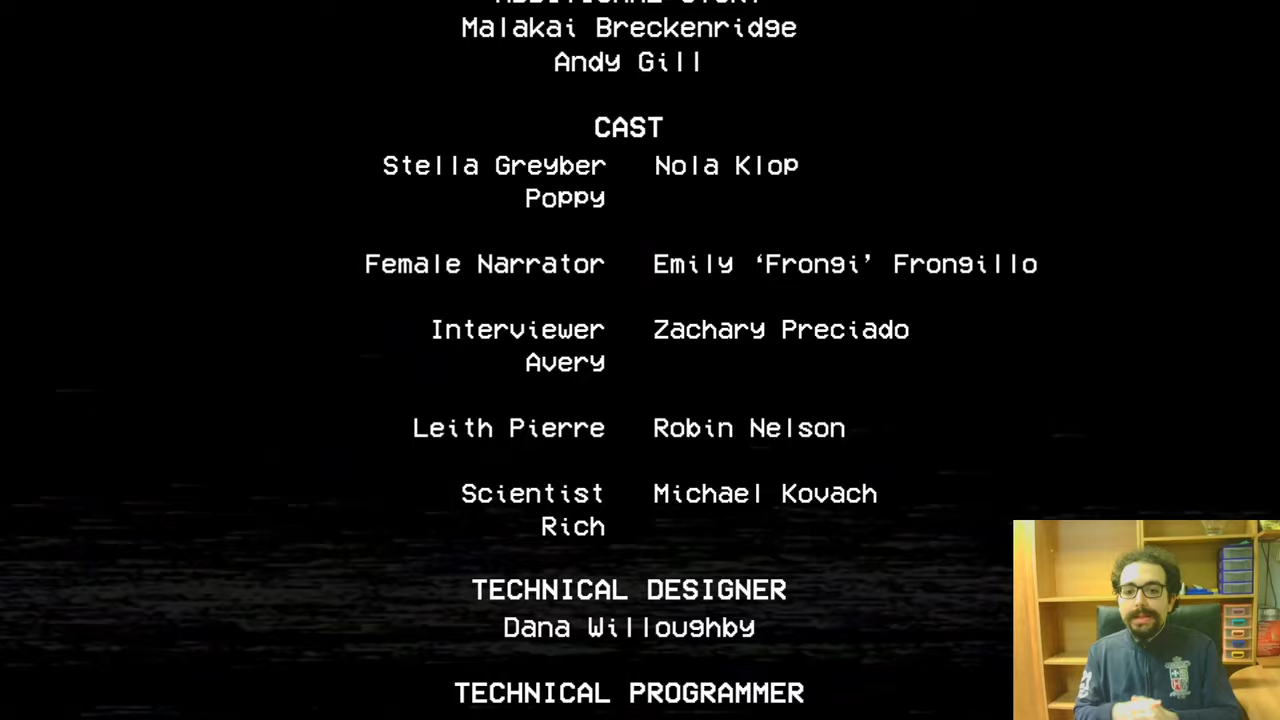 Malakai Breckenridge
Andy Gill
CAST
Stella Greyber Nola Klop
Poppy
Female Narrator Emily ‘Frongi’ Frongillo
Interviewer Zachary Preciado
Avery
Leith Pierre Robin Nelson
Scientist Michael Kovach
Rich
TECHNICAL DESIGNER
Dana Willoughby
TECHNICAL PROGRAMMER